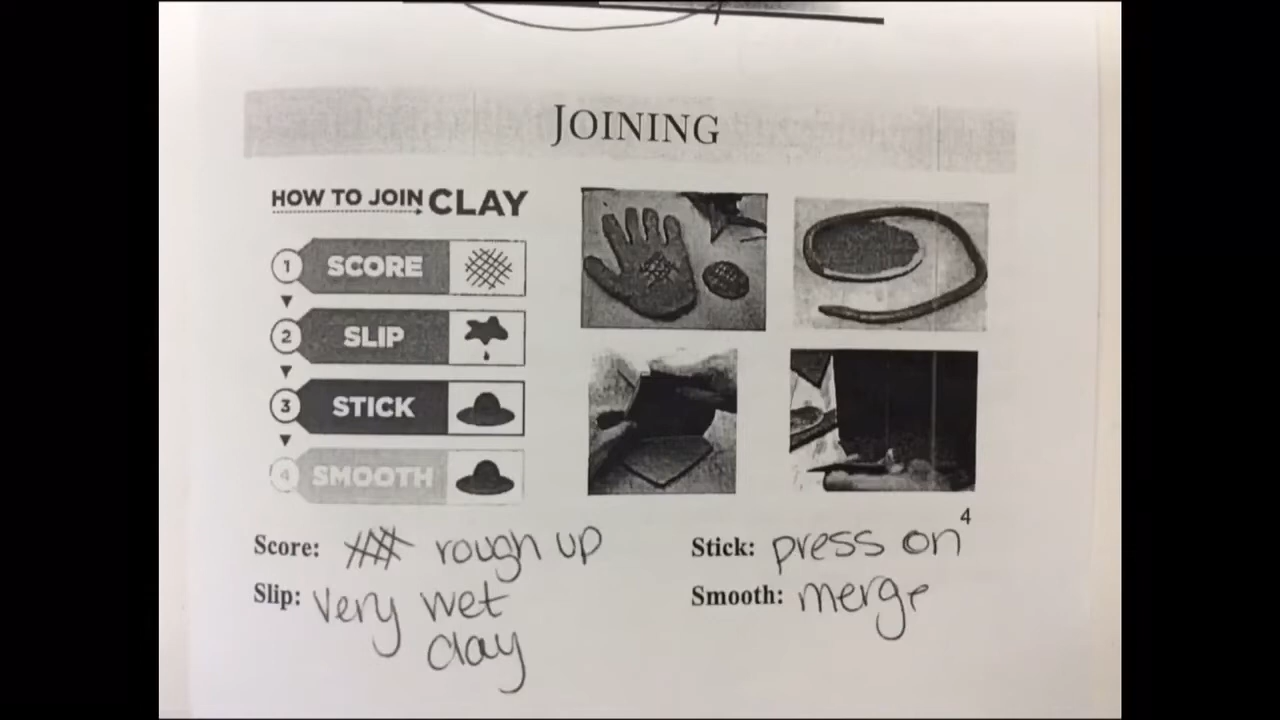 JOINING
HOW TO JOIN CLAY
1 SCORE
2 SLIP
3 STICK
4 SMOOTH
4
Score: rough up
Slip: very wet
clay
Stick: press on
Smooth: merge